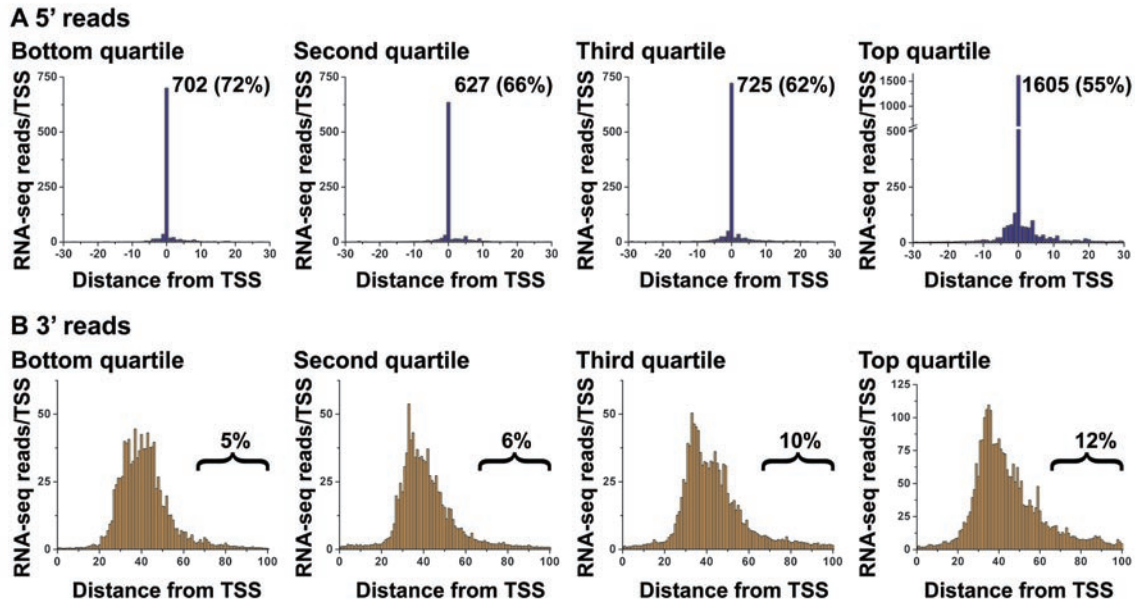 A 5’ reads
Bottom quartile
Second quartile
Third quartile
Top quartile
RNA-seq reads/TSS
750
500
250
0
702 (72%)
-30 -20 -10 0 10 20 30
Distance from TSS
RNA-seq reads/TSS
750
500
250
0
627 (66%)
-30 -20 -10 0 10 20 30
Distance from TSS
RNA-seq reads/TSS
750
500
250
0
725 (62%)
-30 -20 -10 0 10 20 30
Distance from TSS
RNA-seq reads/TSS
1500
1000
500
250
0
1605 (55%)
-30 -20 -10 0 10 20 30
Distance from TSS
B 3’ reads
Bottom quartile
Second quartile
Third quartile
Top quartile
RNA-seq reads/TSS
50
25
0
5%
0 20 40 60 80 100
Distance from TSS
RNA-seq reads/TSS
50
25
0
6%
0 20 40 60 80 100
Distance from TSS
RNA-seq reads/TSS
50
25
0
10%
0 20 40 60 80 100
Distance from TSS
RNA-seq reads/TSS
125
100
75
50
25
0
12%
0 20 40 60 80 100
Distance from TSS